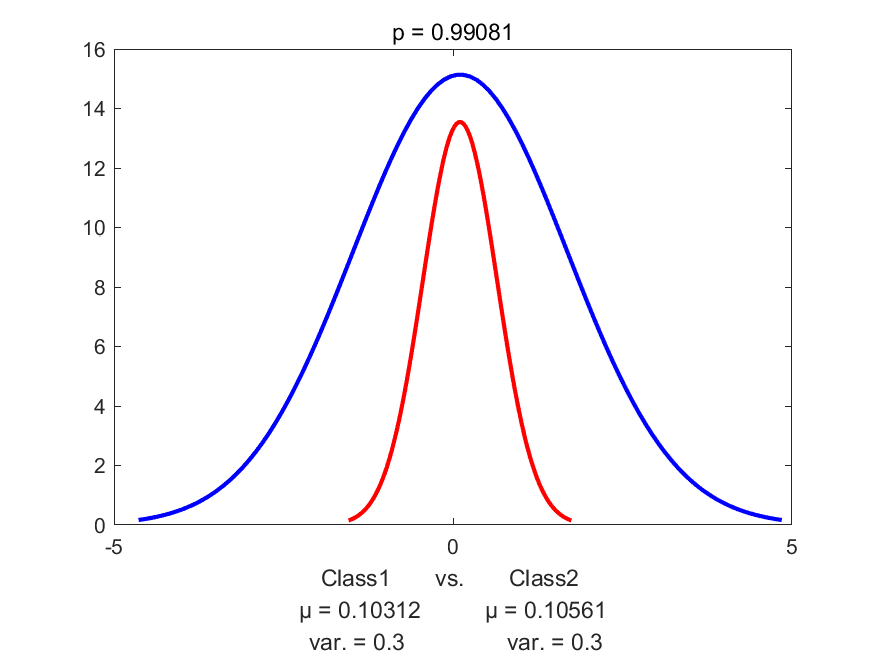 p = 0.99081
16
14
12
10
8
6
4
2
0
-5 0 5
Class1 vs. Class2
μ = 0.10312 μ = 0.10561
var. = 0.3 var. = 0.3